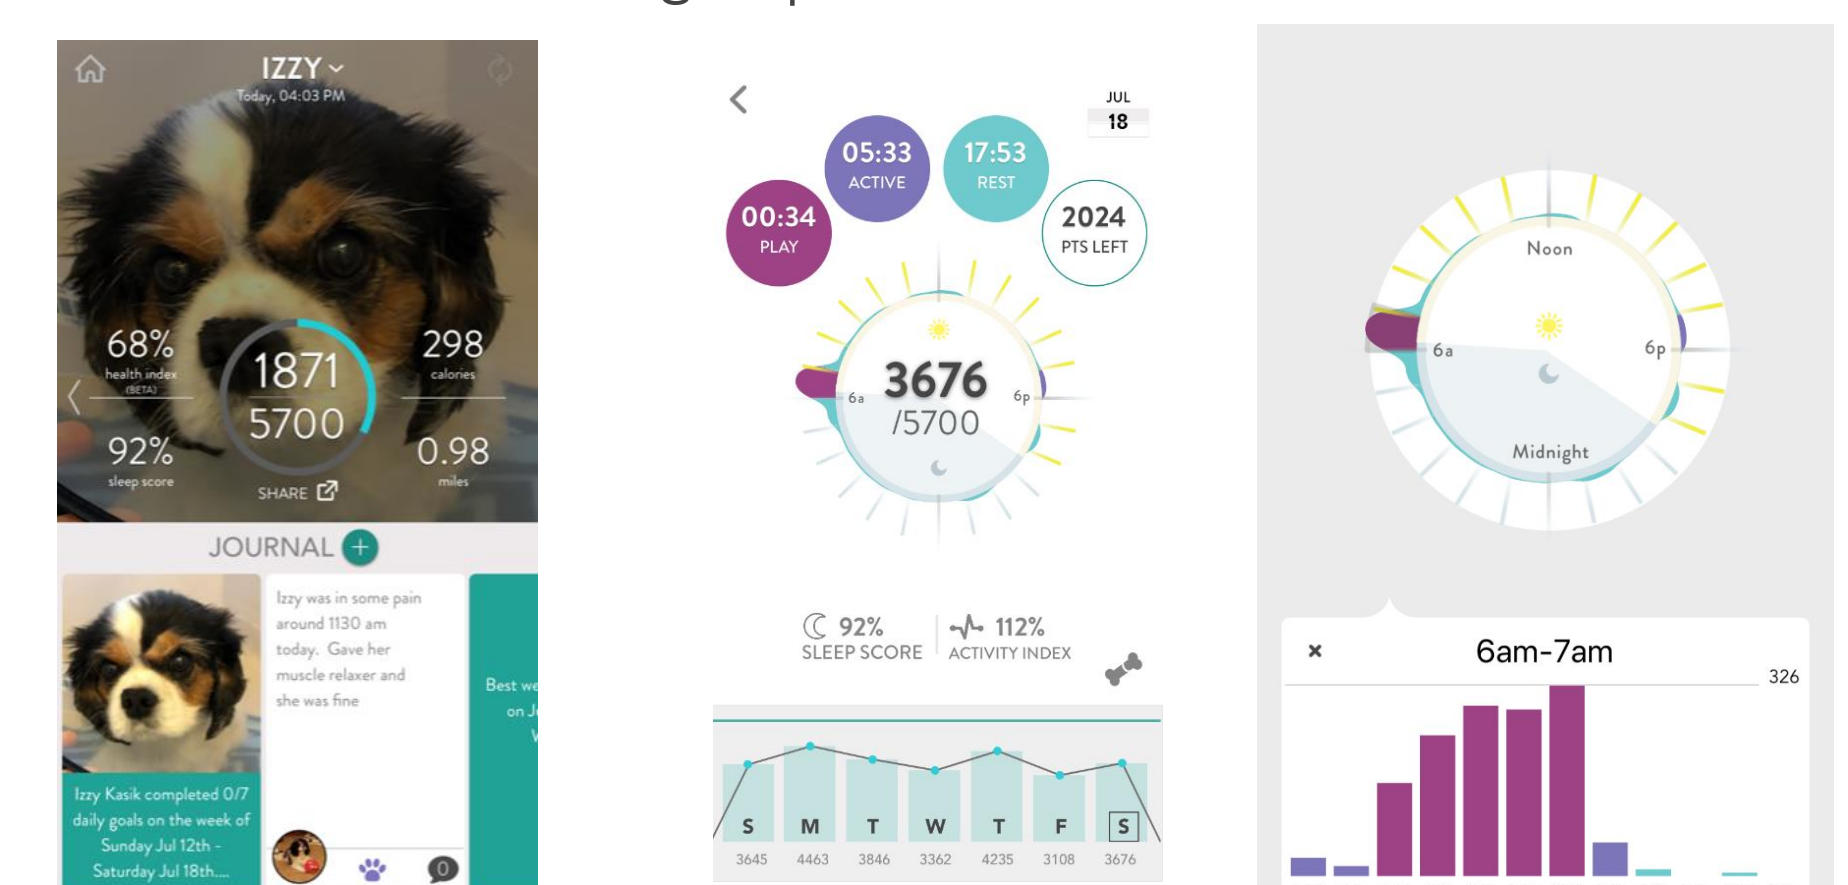 IZZY
Today, 04:03 PM
68%
health index
(BETA)
1871
5700
298
calories
92%
sleep score
0.98
miles
SHARE
JOURNAL +
Izzy Kasik completed 0/7
daily goals on the week of
Sunday Jul 12th -
Saturday Jul 18th....
Izzy was in some pain
around 1130 am
today. Gave her
muscle relaxer and
she was fine
0
Best we
on J
JUL
18
00:34
PLAY
05:33
ACTIVE
17:53
REST
2024
PTS LEFT
6a
3676
/5700
6p
92%
SLEEP SCORE
112%
ACTIVITY INDEX
S M T W T F S
3645 4463 3846 3362 4235 3108 3676
Noon
6a
6p
Midnight
6am-7am
326